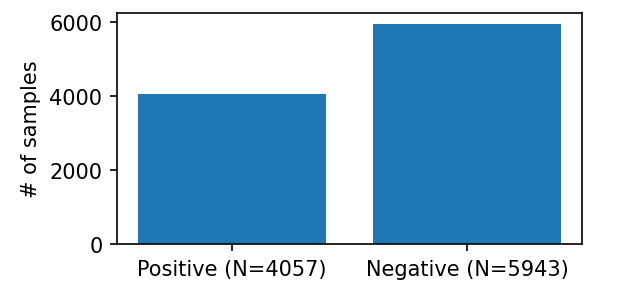 6000
4000
2000
0
# of samples
Positive (N=4057)
Negative (N=5943)